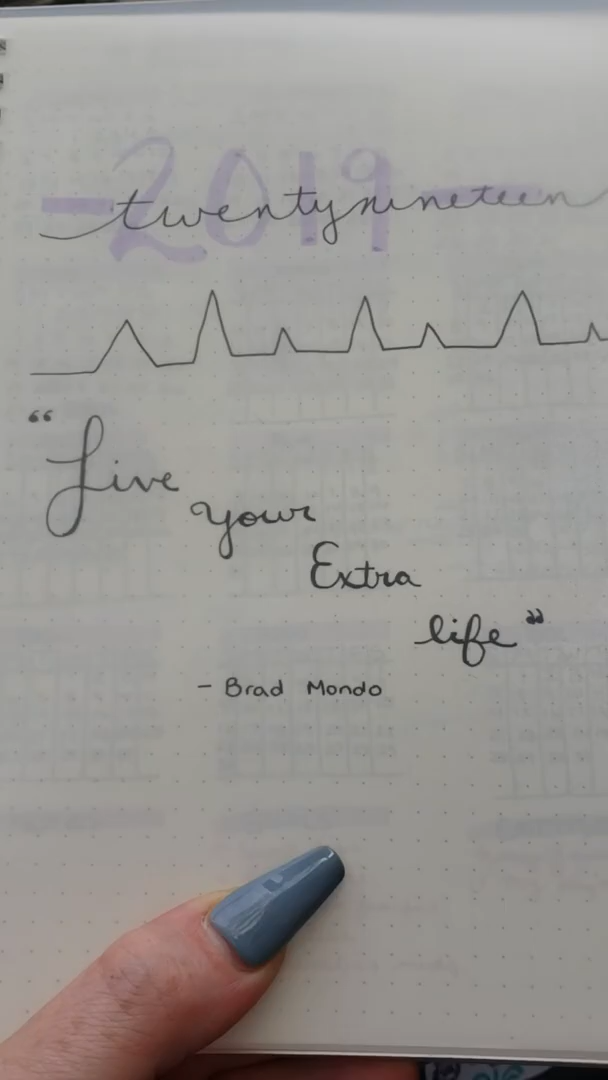 2019
twentynineteen
"Live
your
Extra
life"
- Brad Mondo